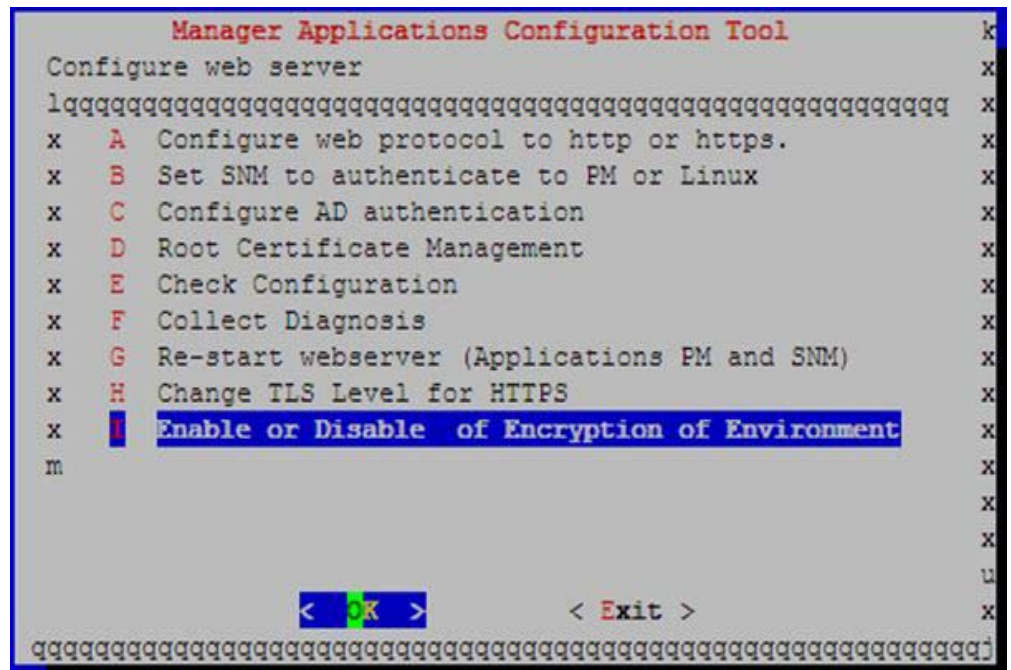 Manager Applications Configuration Tool k
Configure web server x
lqqqqqqqqqqqqqqqqqqqqqqqqqqqqqqqqqqqqqqqqqqqqqqqqqqqqqqqqq x
x A Configure web protocol to http or https. x
x B Set SNM to authenticate to PM or Linux x
x C Configure AD authentication x
x D Root Certificate Management x
x E Check Configuration x
x F Collect Diagnosis x
x G Re-start webserver (Applications PM and SNM) x
x H Change TLS Level for HTTPS x
x I Enable or Disable  of Encryption of Environment x
m x
x
x
u
< OK > < Exit > x
qqqqqqqqqqqqqqqqqqqqqqqqqqqqqqqqqqqqqqqqqqqqqqqqqqqqqqqqqqqqj